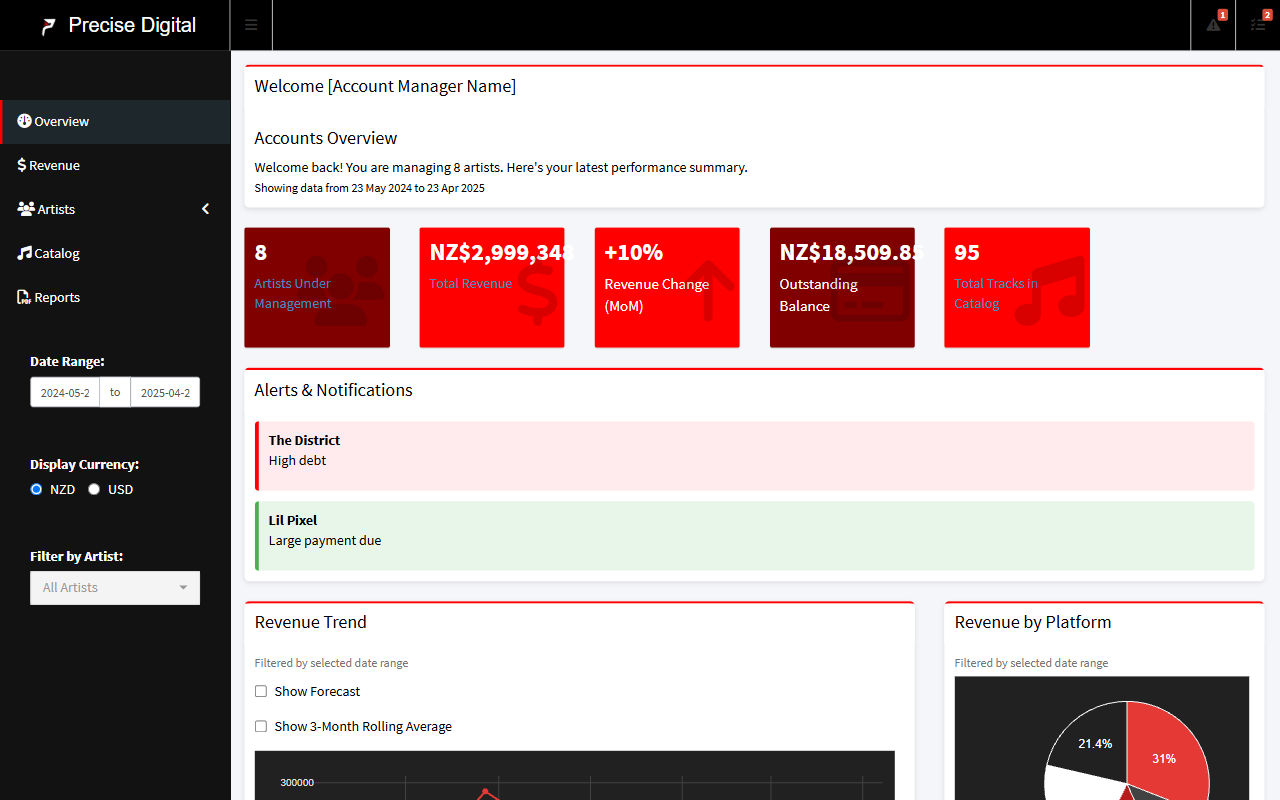 Precise Digital
1
2
Overview
Revenue
Artists
Catalog
Reports
Date Range:
2024-05-2 to 2025-04-2
Display Currency:
NZD USD
Filter by Artist:
All Artists
Welcome [Account Manager Name]
Accounts Overview
Welcome back! You are managing 8 artists. Here's your latest performance summary.
Showing data from 23 May 2024 to 23 Apr 2025
8
Artists Under
Management
NZ$2,999,348
Total Revenue
+10%
Revenue Change
(MoM)
NZ$18,509.85
Outstanding
Balance
95
Total Tracks in
Catalog
Alerts & Notifications
The District
High debt
Lil Pixel
Large payment due
Revenue Trend
Filtered by selected date range
Show Forecast
Show 3-Month Rolling Average
300000
Revenue by Platform
Filtered by selected date range
21.4%
31%